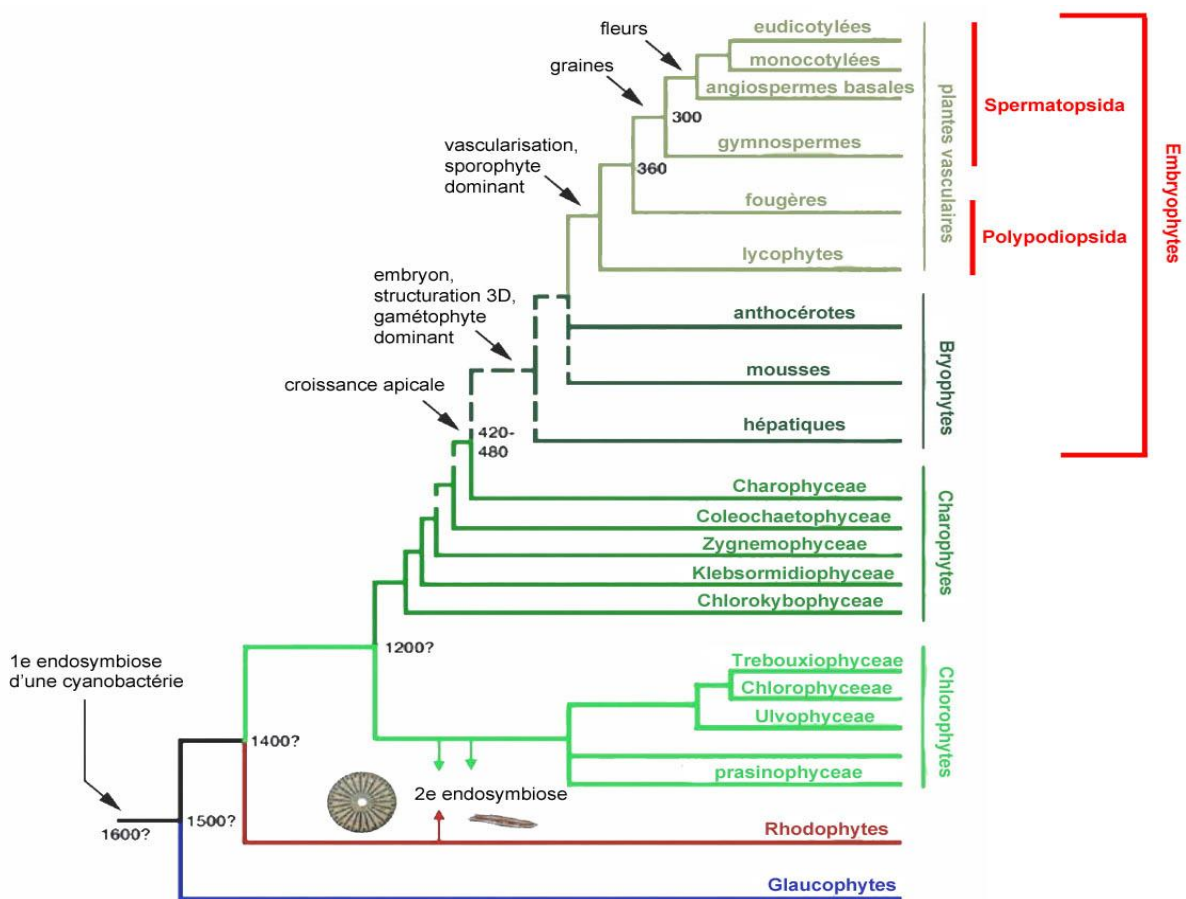 fleurs
eudicotylées
monocotylées
graines
angiospermes basales
300
vascularisation,
sporophyte
dominant
gymnospermes
360
fougères
lycophytes
plantes vasculaires
Spermatopsida
Polypodiopsida
Embryophytes
embryon,
structuration 3D,
gamétophyte
dominant
anthocérotes
mousses
hépatiques
Bryophytes
croissance apicale
420-
480
Charophyceae
Coleochaetophyceae
Zygnemophyceae
Klebsormidiophyceae
Chlorokybophyceae
Charophytes
1200?
1e endosymbiose
d'une cyanobactérie
Trebouxiophyceae
Chlorophyceeae
Ulvophyceae
prasinophyceae
Chlorophytes
1400?
2e endosymbiose
1600?
1500?
Rhodophytes
Glaucophytes